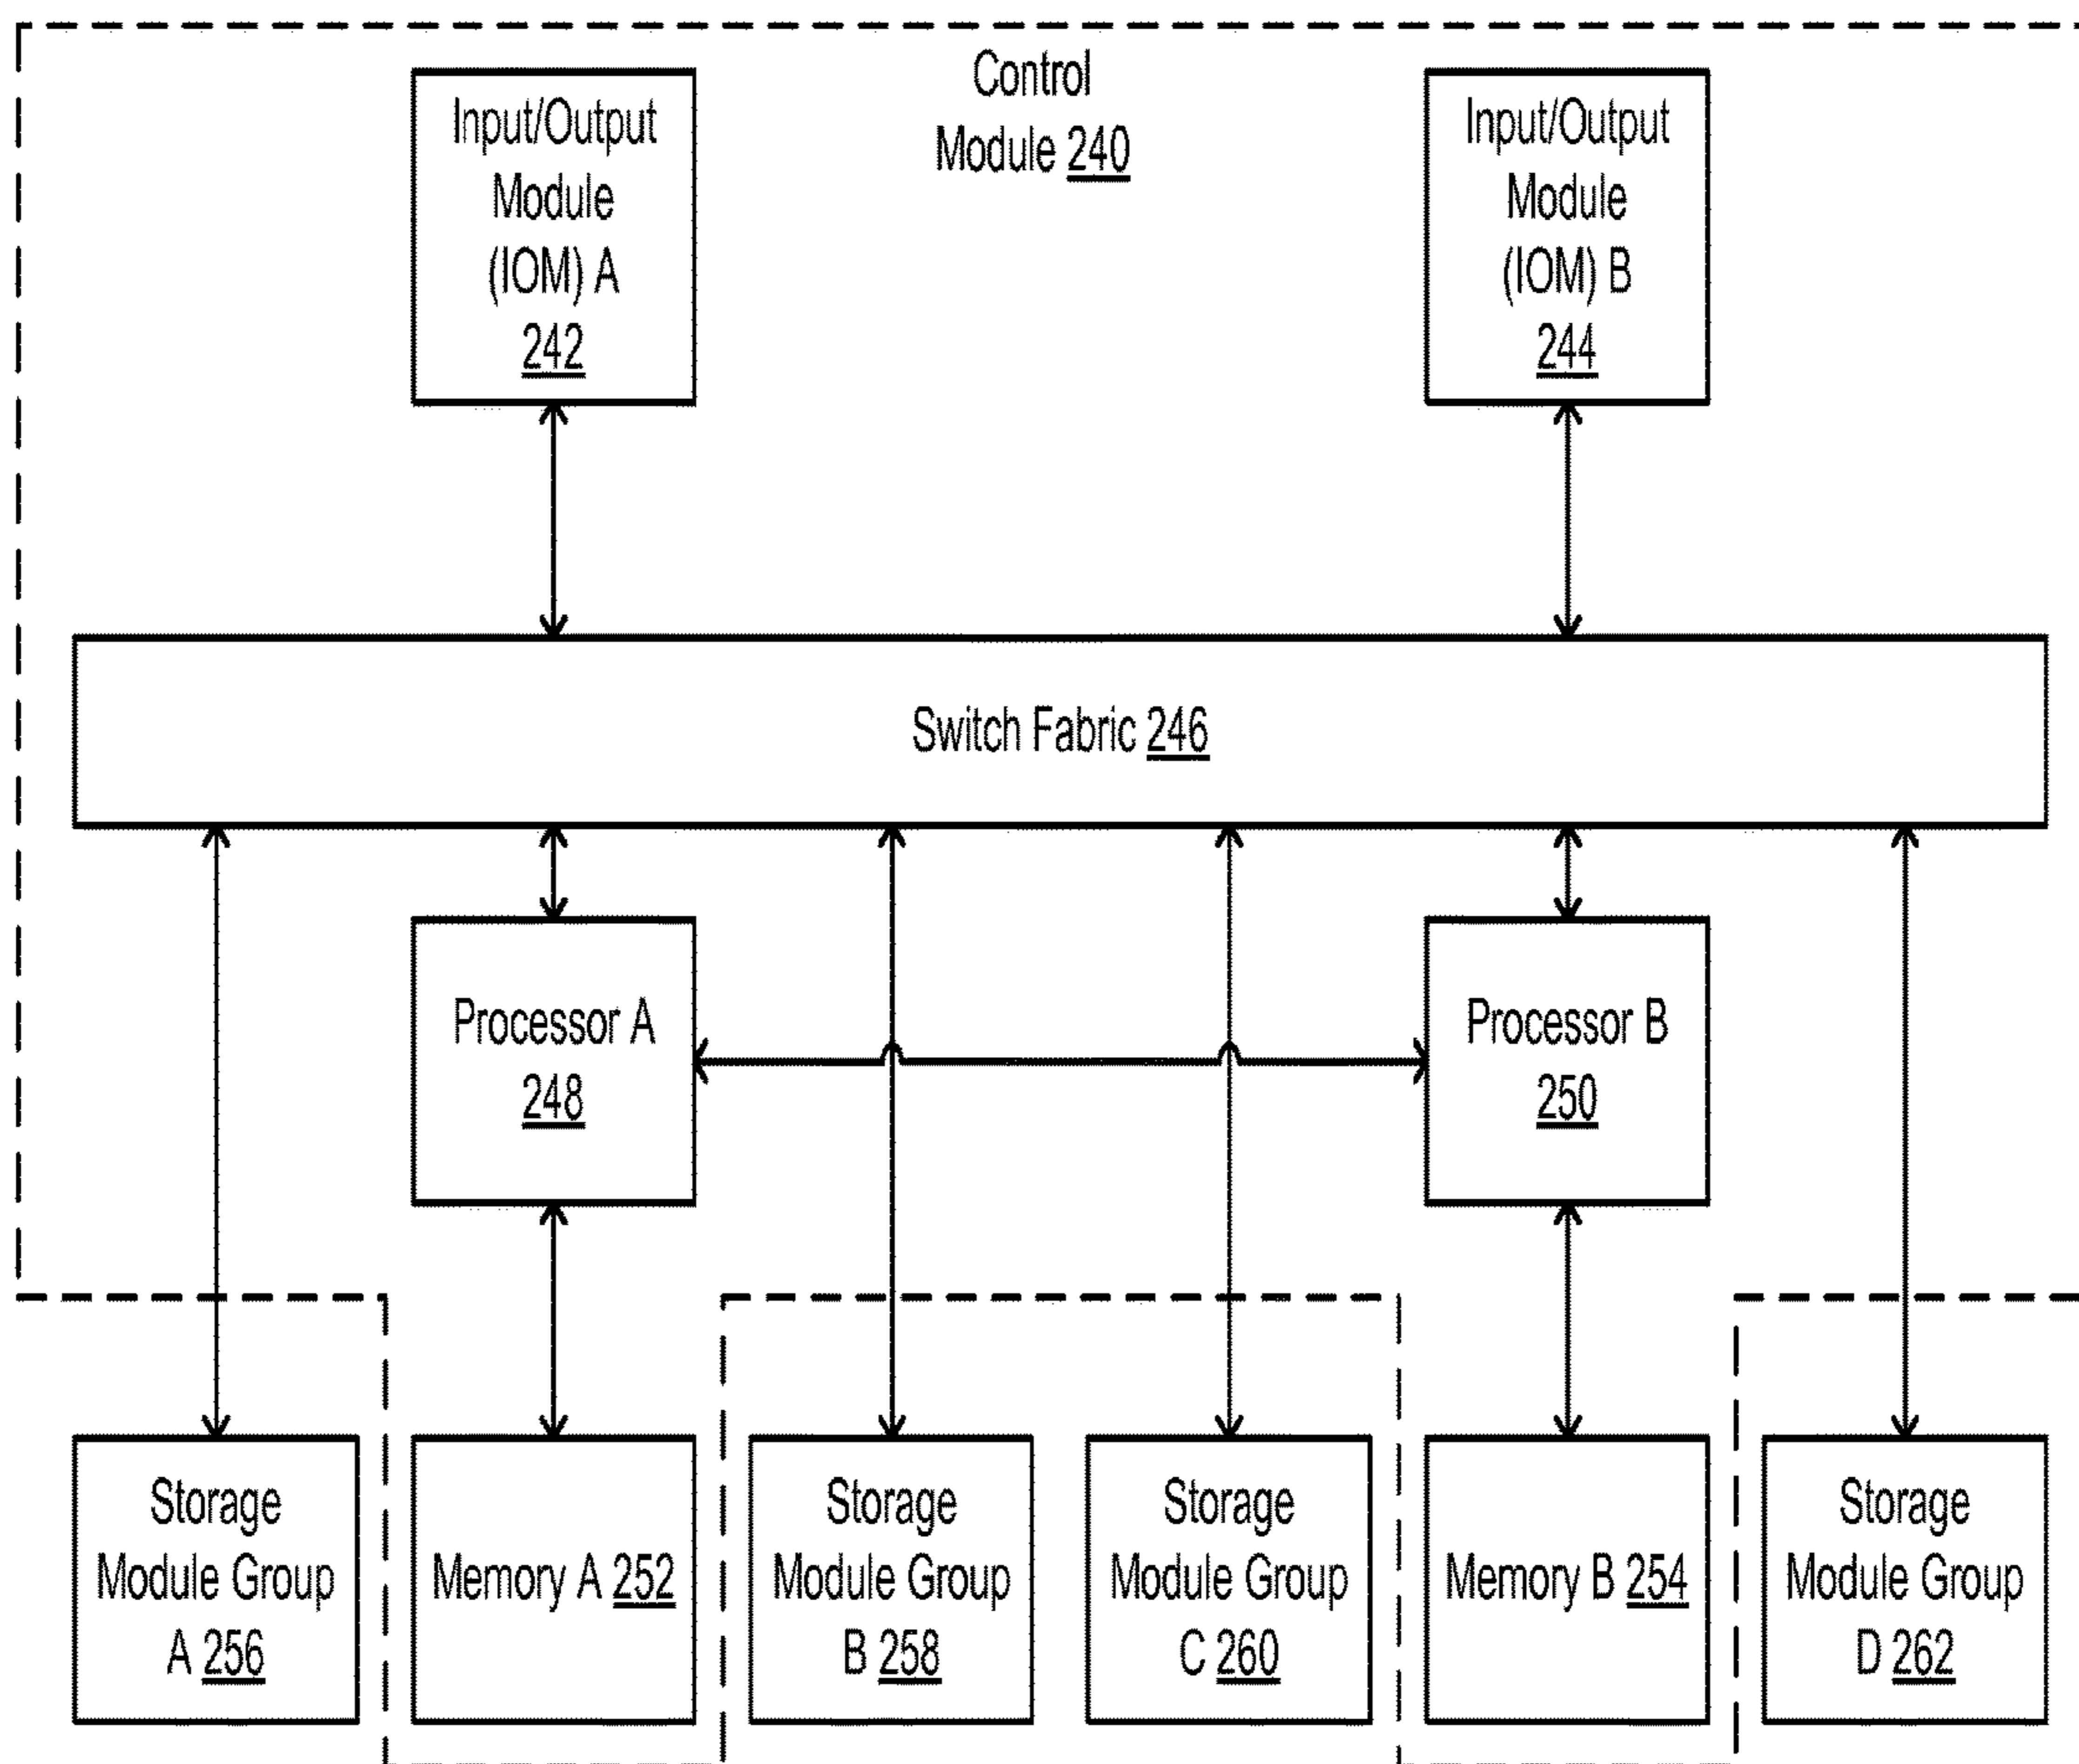 Control
Module 240
Input/Output
Module
(IOM) A
242
Input/Output
Module
(IOM) B
244
Switch Fabric 246
Processor A
248
Processor B
250
Storage
Module Group
A 256
Memory A 252
Storage
Module Group
B 258
Storage
Module Group
C 260
Memory B 254
Storage
Module Group
D 262